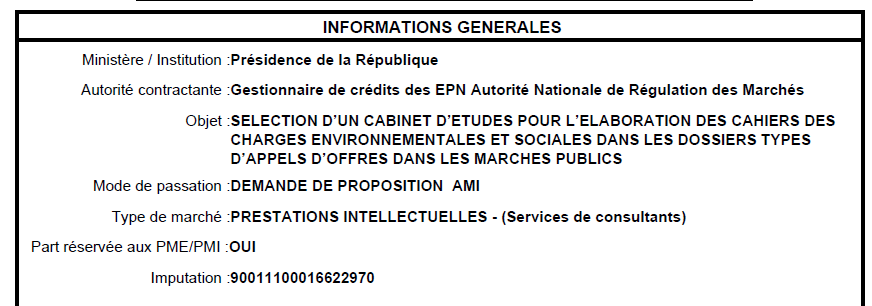 INFORMATIONS GENERALES
Ministère / Institution :Présidence de la République
Autorité contractante :Gestionnaire de crédits des EPN Autorité Nationale de Régulation des Marchés
Objet :SELECTION D'UN CABINET D'ETUDES POUR L'ELABORATION DES CAHIERS DES
CHARGES ENVIRONNEMENTALES ET SOCIALES DANS LES DOSSIERS TYPES
D'APPELS D'OFFRES DANS LES MARCHES PUBLICS
Mode de passation :DEMANDE DE PROPOSITION AMI
Type de marché :PRESTATIONS INTELLECTUELLES - (Services de consultants)
Part réservée aux PME/PMI :OUI
Imputation :90011100016622970